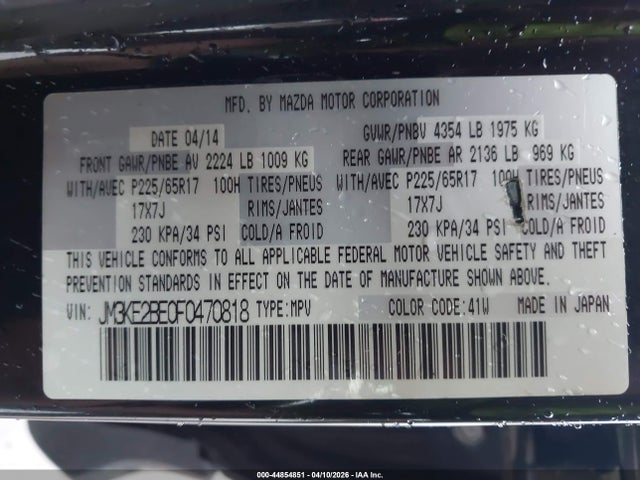 MFD. BY MAZDA MOTOR CORPORATION
DATE 04/14 GVWR/PNBV 4354 LB 1975 KG
FRONT GAWR/PNBE AV 2224 LB 1009 KG REAR GAWR/PNBE AR 2136 LB 969 KG
WITH/AVEC P225/65R17 100H TIRES/PNEUS WITH/AVEC P225/65R17 100H TIRES/PNEUS
17X7J RIMS/JANTES 17X7J RIMS/JANTES
230 KPA/34 PSI COLD/A FROID 230 KPA/34 PSI COLD/A FROID
THIS VEHICLE CONFORMS TO ALL APPLICABLE FEDERAL MOTOR VEHICLE SAFETY AND THEFT
PREVENTION STANDARDS IN EFFECT ON THE DATE OF MANUFACTURE SHOWN ABOVE.
VIN: JM3KE2BE0F0470818 TYPE:MPV COLOR CODE:41W MADE IN JAPAN
000-44854851 - 04/10/2026 - IAA Inc.